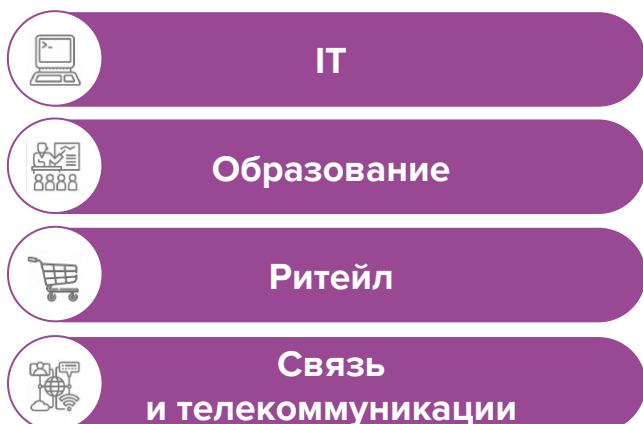 IT
Образование
Ритейл
Связь
и телекоммуникации